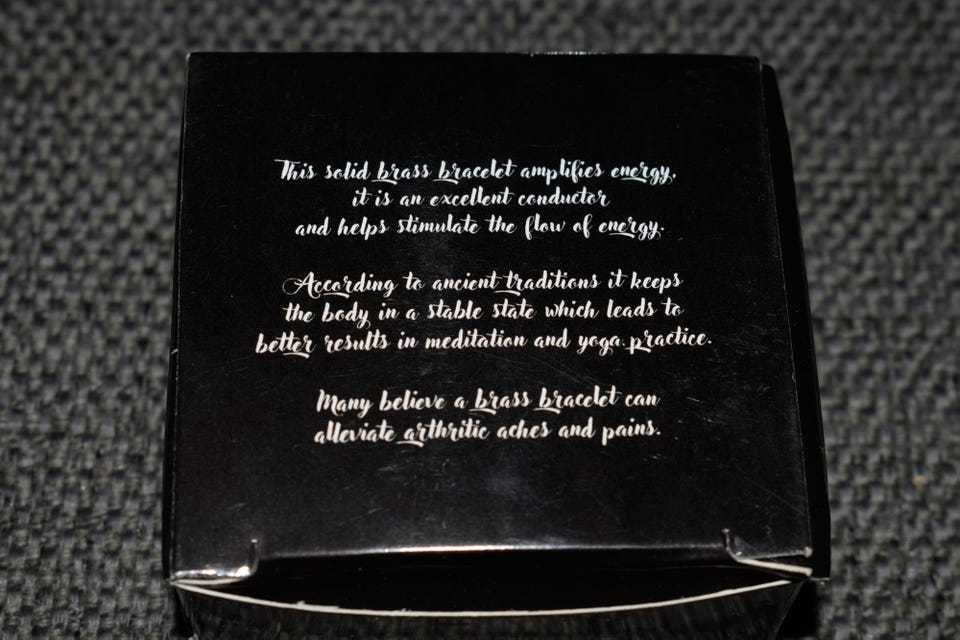 This solid brass bracelet amplifies energy,
it is an excellent conductor
and helps stimulate the flow of energy.
According to ancient traditions it keeps
the body in a stable state which leads to
better results in meditation and yoga practice.
Many believe a brass bracelet can
alleviate arthritic aches and pains.